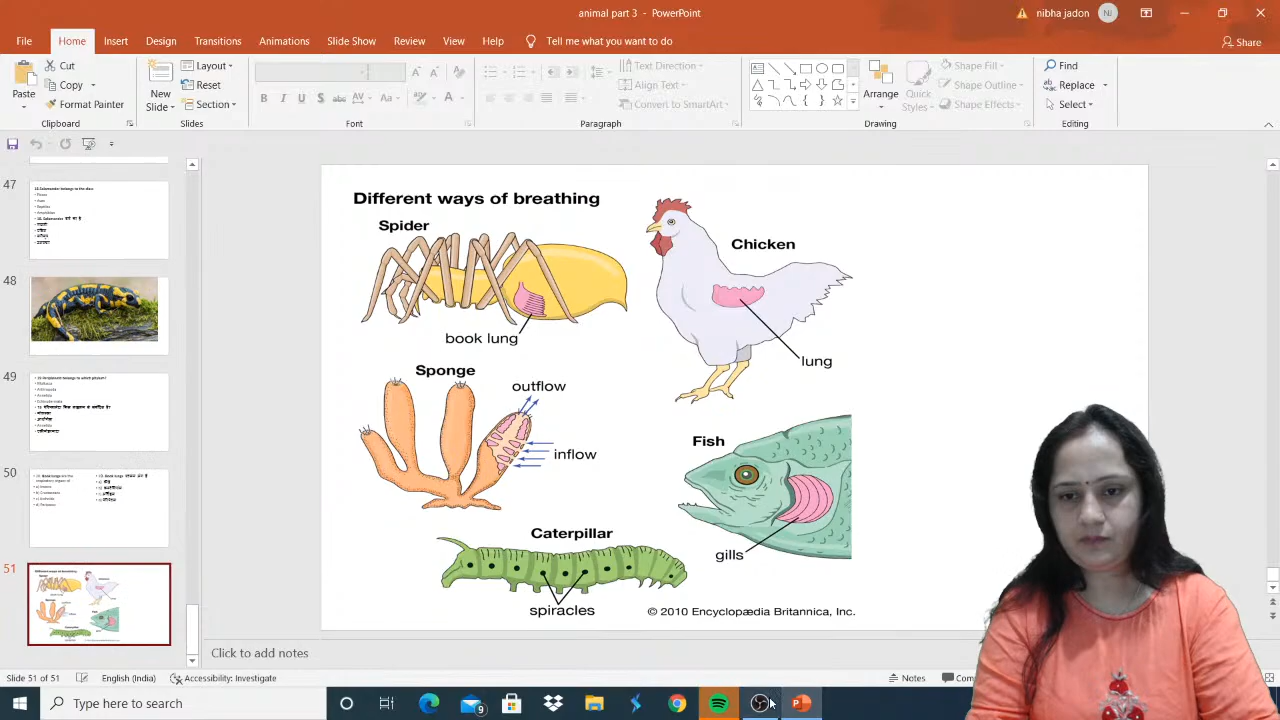 animal part 3 - PowerPoint
nibha jadon
NJ
File Home Insert Design Transitions Animations Slide Show Review View Help Tell me what you want to do
Share
Paste
Cut
Copy
Format Painter
Clipboard
New
Slide
Layout
Reset
Section
Slides
Font
Paragraph
Text Direction
Align Text
Convert to SmartArt
Drawing
Arrange
Quick
Styles
Shape Fill
Shape Outline
Shape Effects
Find
Replace
Select
Editing
47
48
49
50
51
Different ways of breathing
Spider
book lung
Chicken
lung
Sponge
outflow
inflow
Fish
gills
Caterpillar
spiracles
© 2010 Encyclopædia Britannica, Inc.
Click to add notes
Slide 51 of 51
English (India)
Accessibility: Investigate
Notes
Type here to search
9